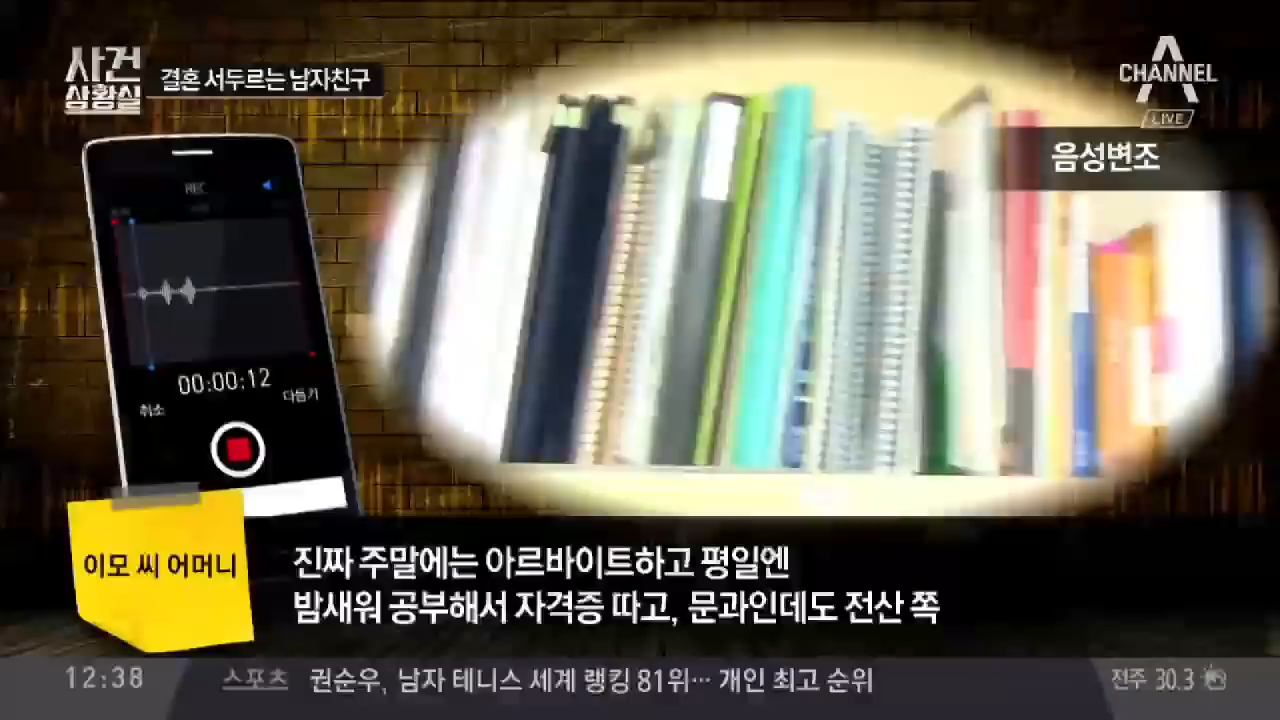 사건
상황실
결혼 서두르는 남자친구
CHANNEL A
LIVE
음성변조
REC
00:00:12
취소
다듬기
이모 씨 어머니
진짜 주말에는 아르바이트하고 평일엔
밤새워 공부해서 자격증 따고, 문과인데도 전산 쪽
12:38
스포츠
권순우, 남자 테니스 세계 랭킹 81위··· 개인 최고 순위
전주 30.3